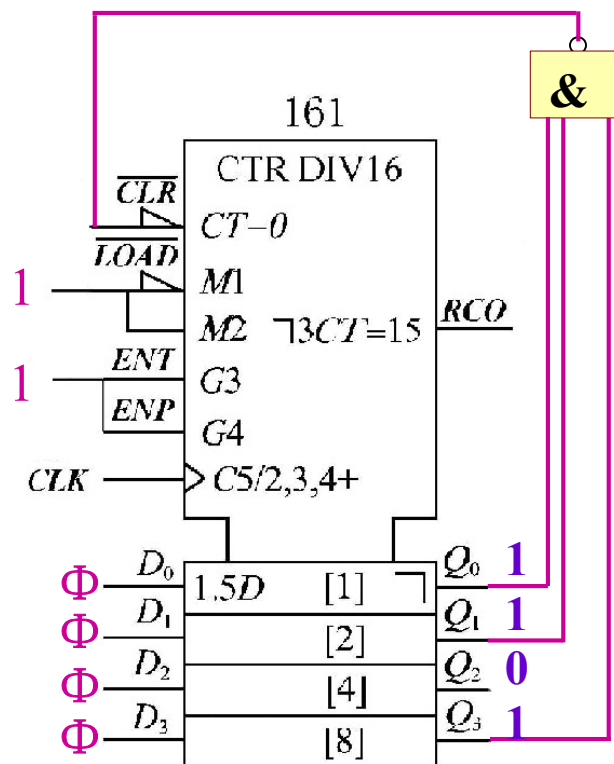 &
161
CTR DIV16
CLR
CT-0
LOAD
1 M1
M2 ┐3CT=15 RCO
ENT
1 G3
ENP
G4
CLK C5/2,3,4+
Φ D₀ 1.5D [1] ┐ Q₀ 1
Φ D₁ [2] Q₁ 1
Φ D₂ [4] Q₂ 0
Φ D₃ [8] Q₃ 1